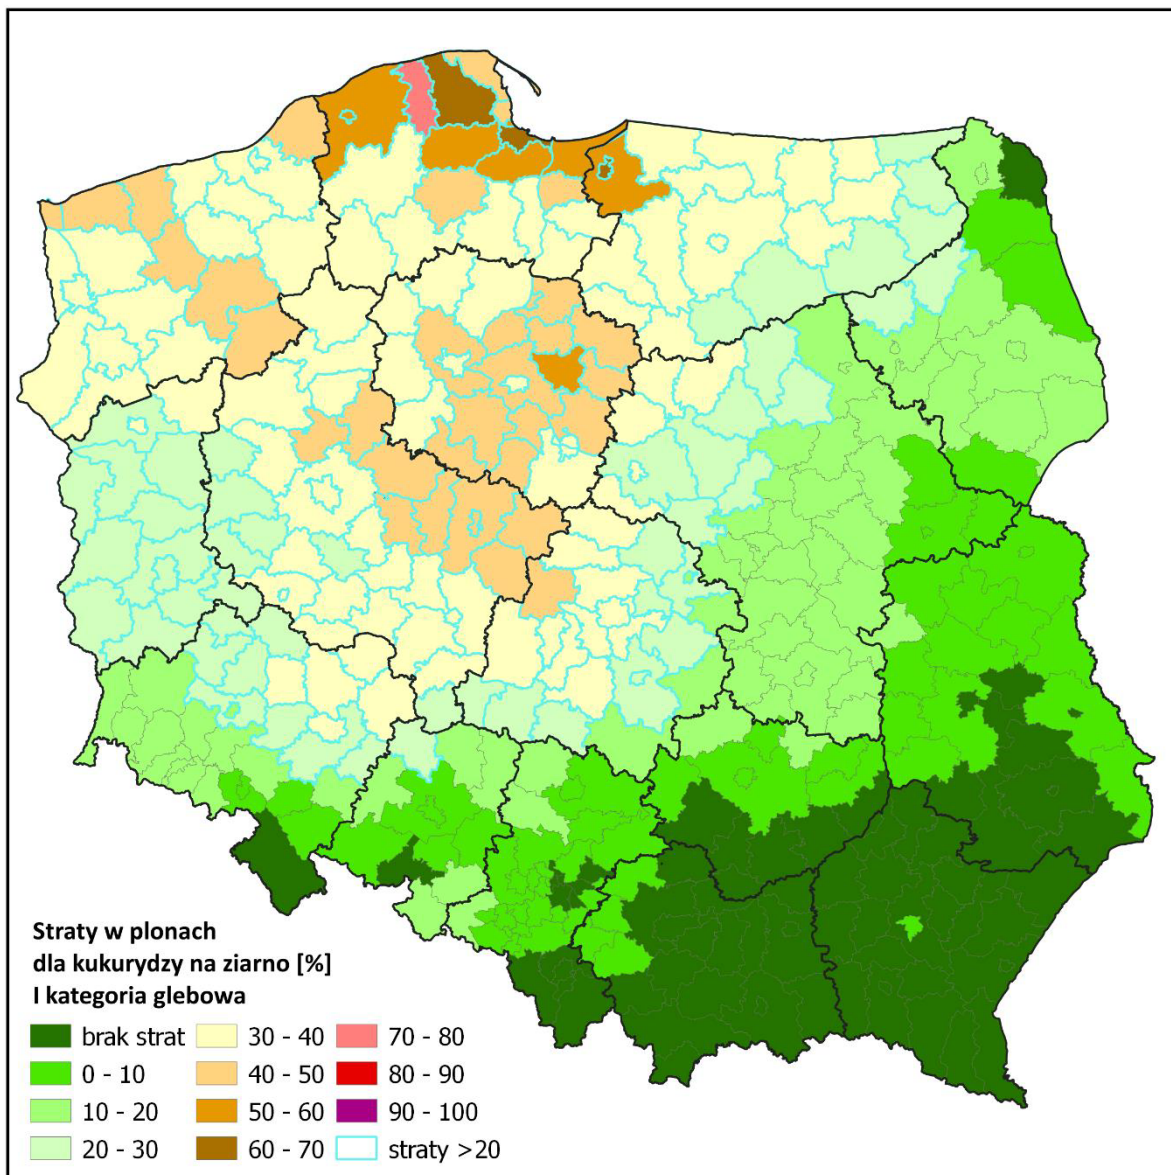 Straty w plonach
dla kukurydzy na ziarno [%]
I kategoria glebowa
brak strat
0 - 10
10 - 20
20 - 30
30 - 40
40 - 50
50 - 60
60 - 70
70 - 80
80 - 90
90 - 100
straty >20